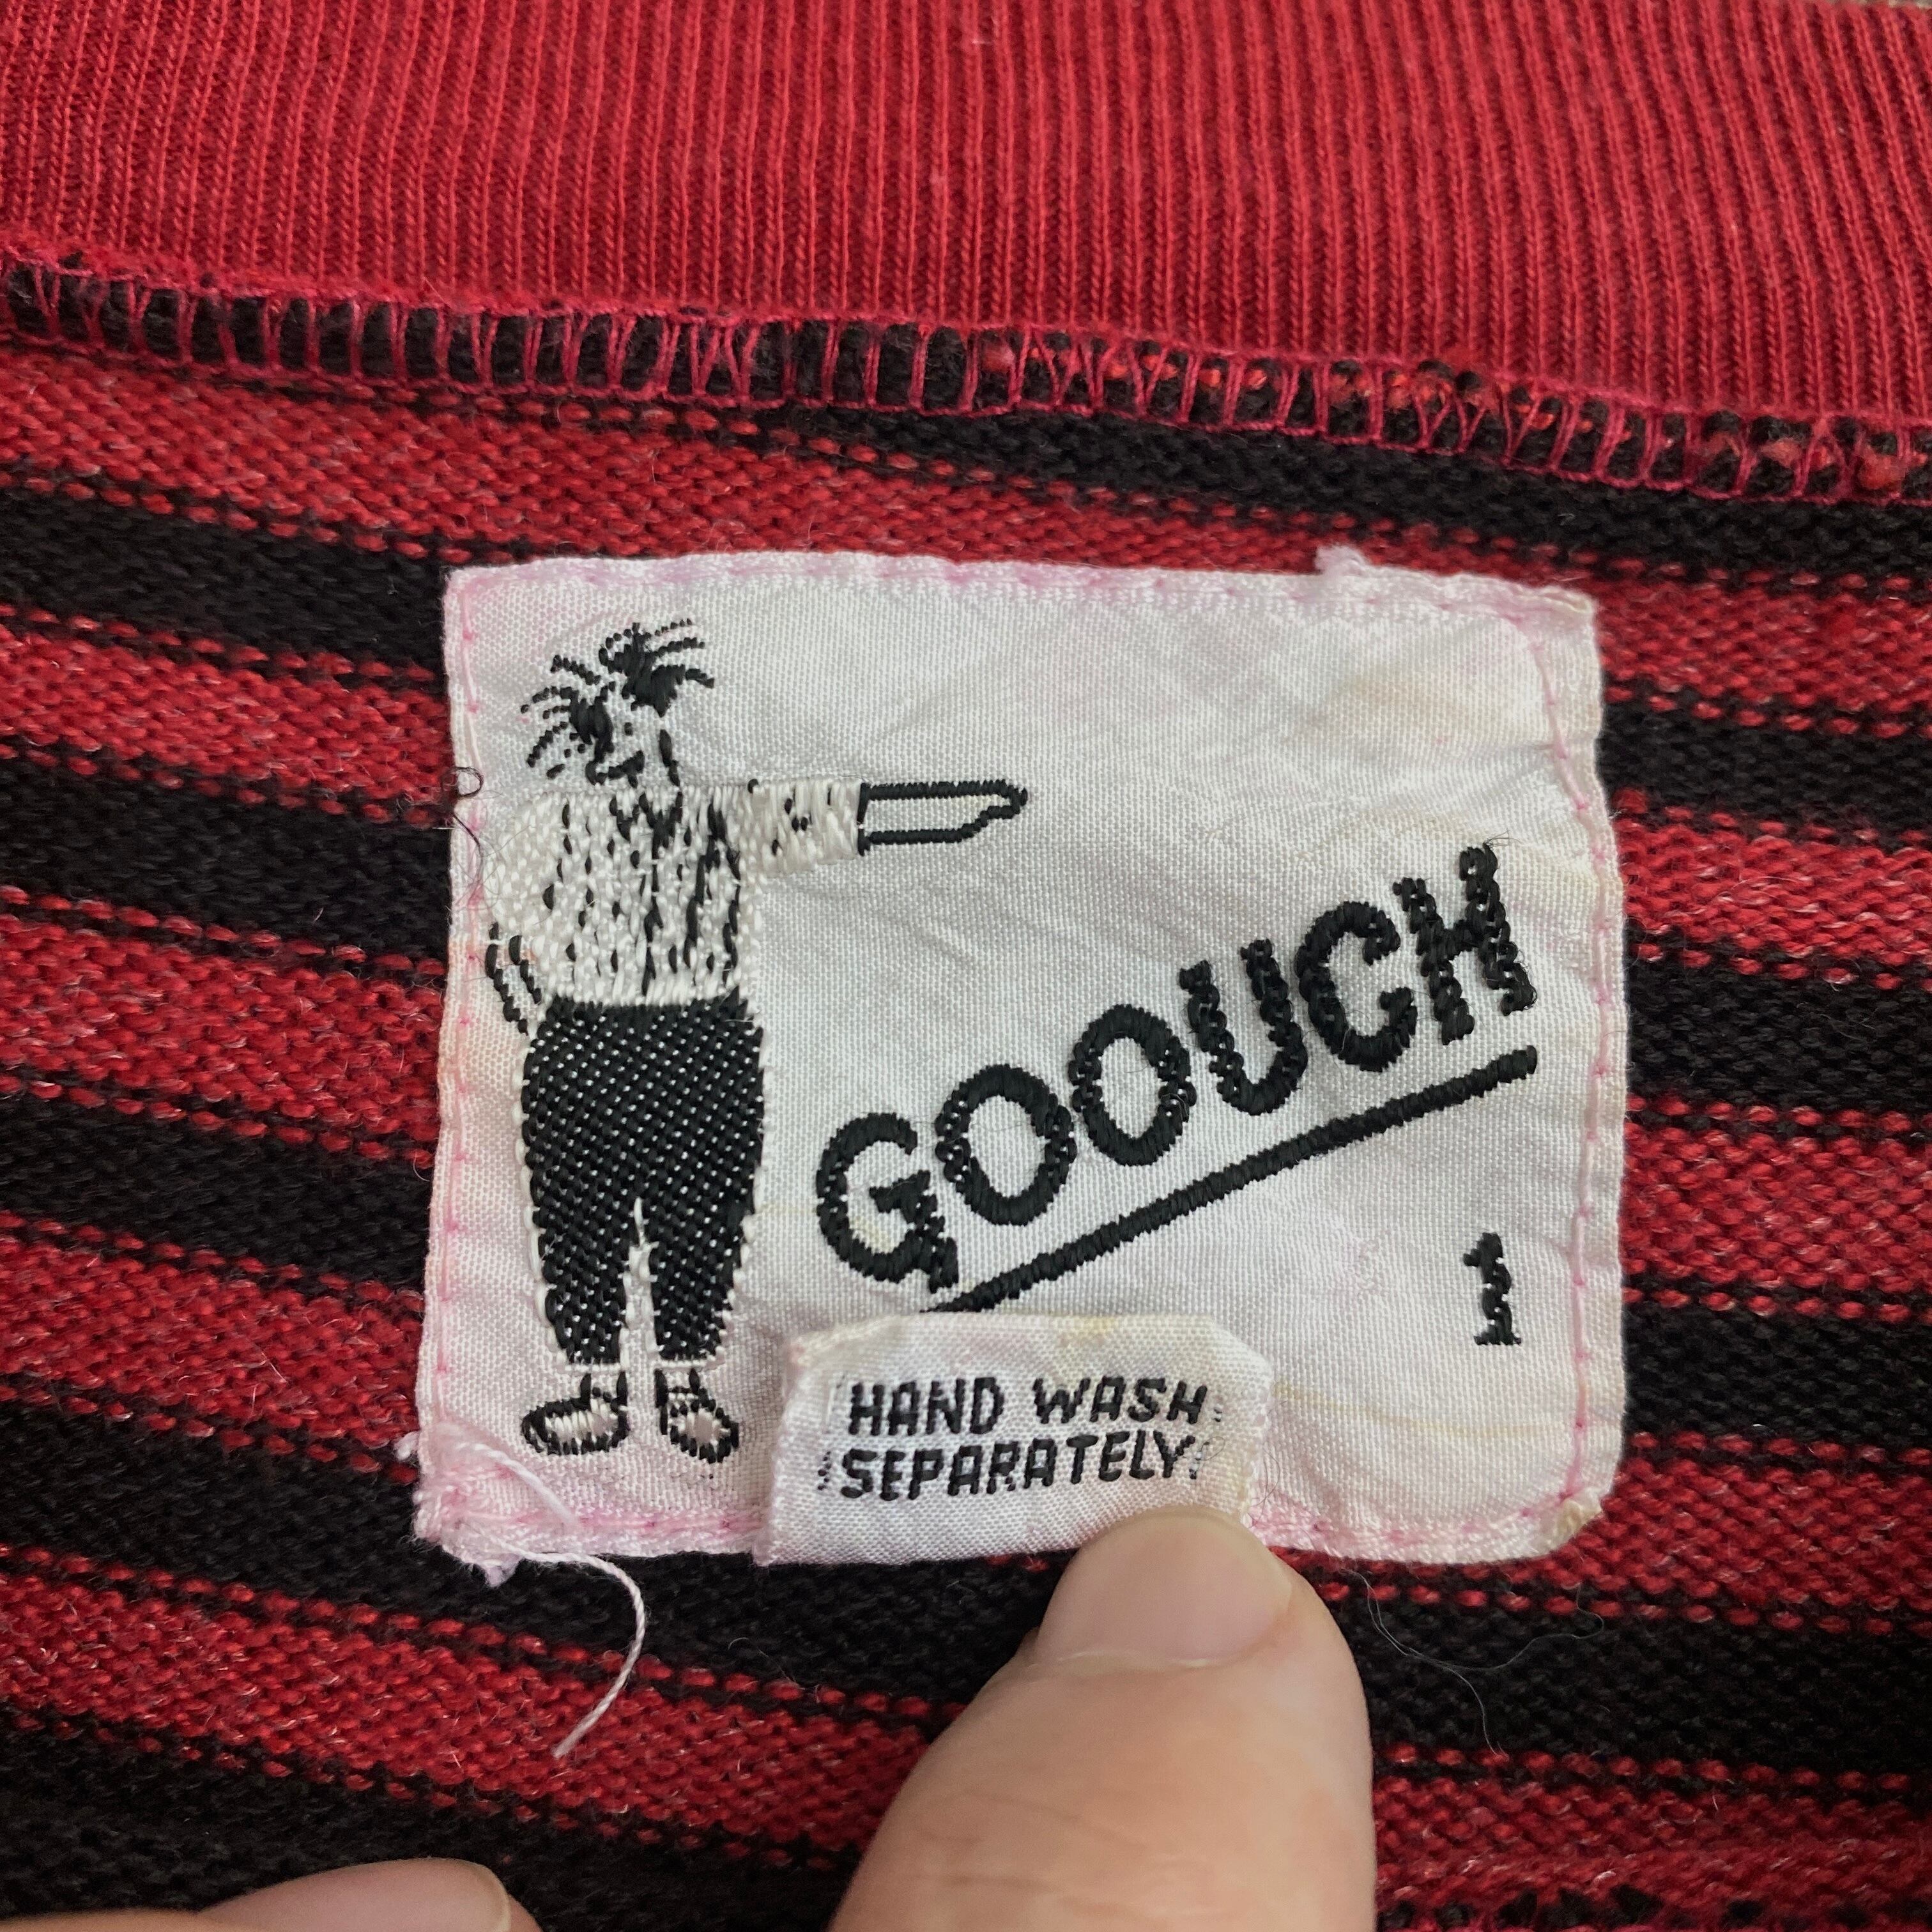 GOOUCH
1
HAND WASH
SEPARATELY